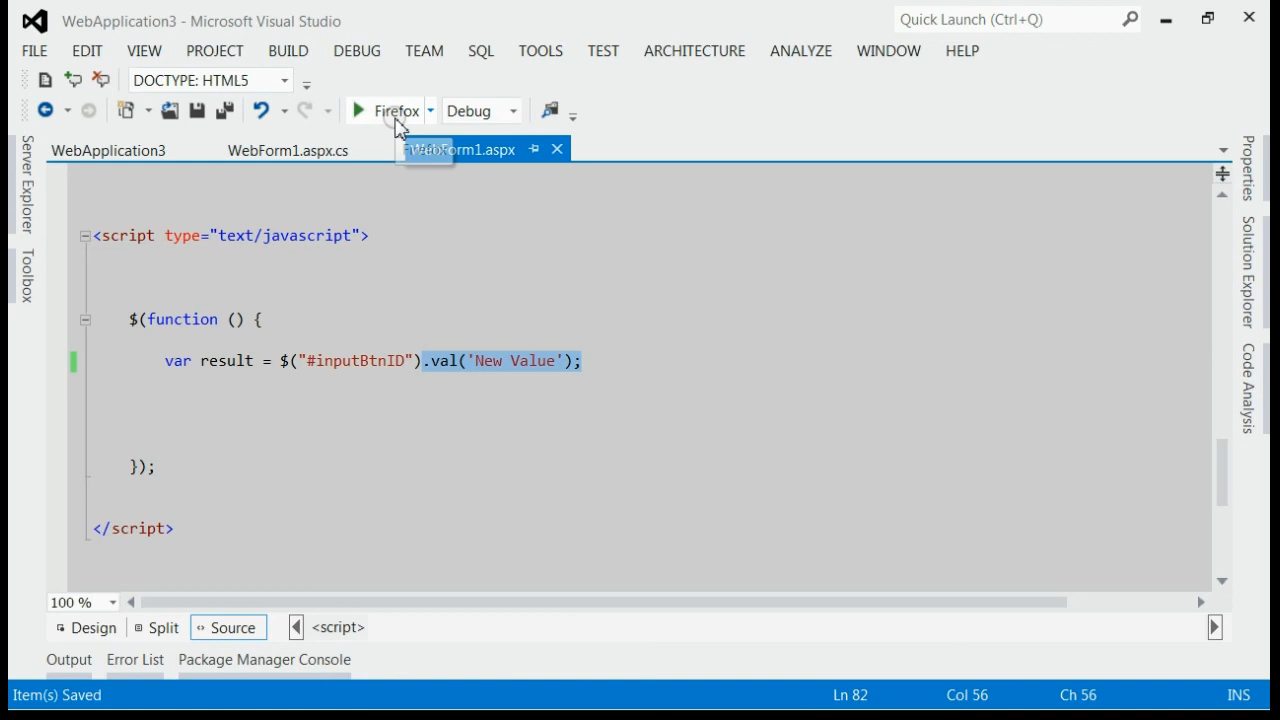 WebApplication3 - Microsoft Visual Studio
Quick Launch (Ctrl+Q)
FILE EDIT VIEW PROJECT BUILD DEBUG TEAM SQL TOOLS TEST ARCHITECTURE ANALYZE WINDOW HELP
DOCTYPE: HTML5
Firefox Debug
WebApplication3 WebForm1.aspx.cs WebForm1.aspx
Server Explorer
Toolbox
Properties
Solution Explorer
Code Analysis
<script type="text/javascript">
$(function () {
var result = $("#inputBtnID").val('New Value');
});
</script>
100 %
Design Split Source <script>
Output Error List Package Manager Console
Item(s) Saved Ln 82 Col 56 Ch 56 INS